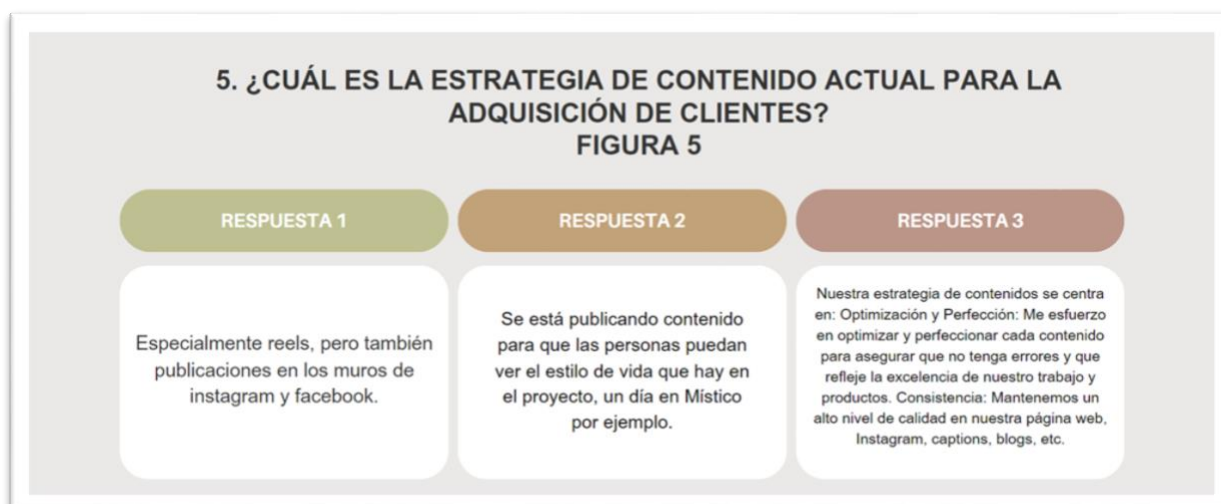 5. ¿CUÁL ES LA ESTRATEGIA DE CONTENIDO ACTUAL PARA LA
ADQUISICIÓN DE CLIENTES?
FIGURA 5
RESPUESTA 1
Especialmente reels, pero también
publicaciones en los muros de
instagram y facebook.
RESPUESTA 2
Se está publicando contenido
para que las personas puedan
ver el estilo de vida que hay en
el proyecto, un día en Místico
por ejemplo.
RESPUESTA 3
Nuestra estrategia de contenidos se centra
en: Optimización y Perfección: Me esfuerzo
en optimizar y perfeccionar cada contenido
para asegurar que no tenga errores y que
refleje la excelencia de nuestro trabajo y
productos. Consistencia: Mantenemos un
alto nivel de calidad en nuestra página web,
Instagram, captions, blogs, etc.